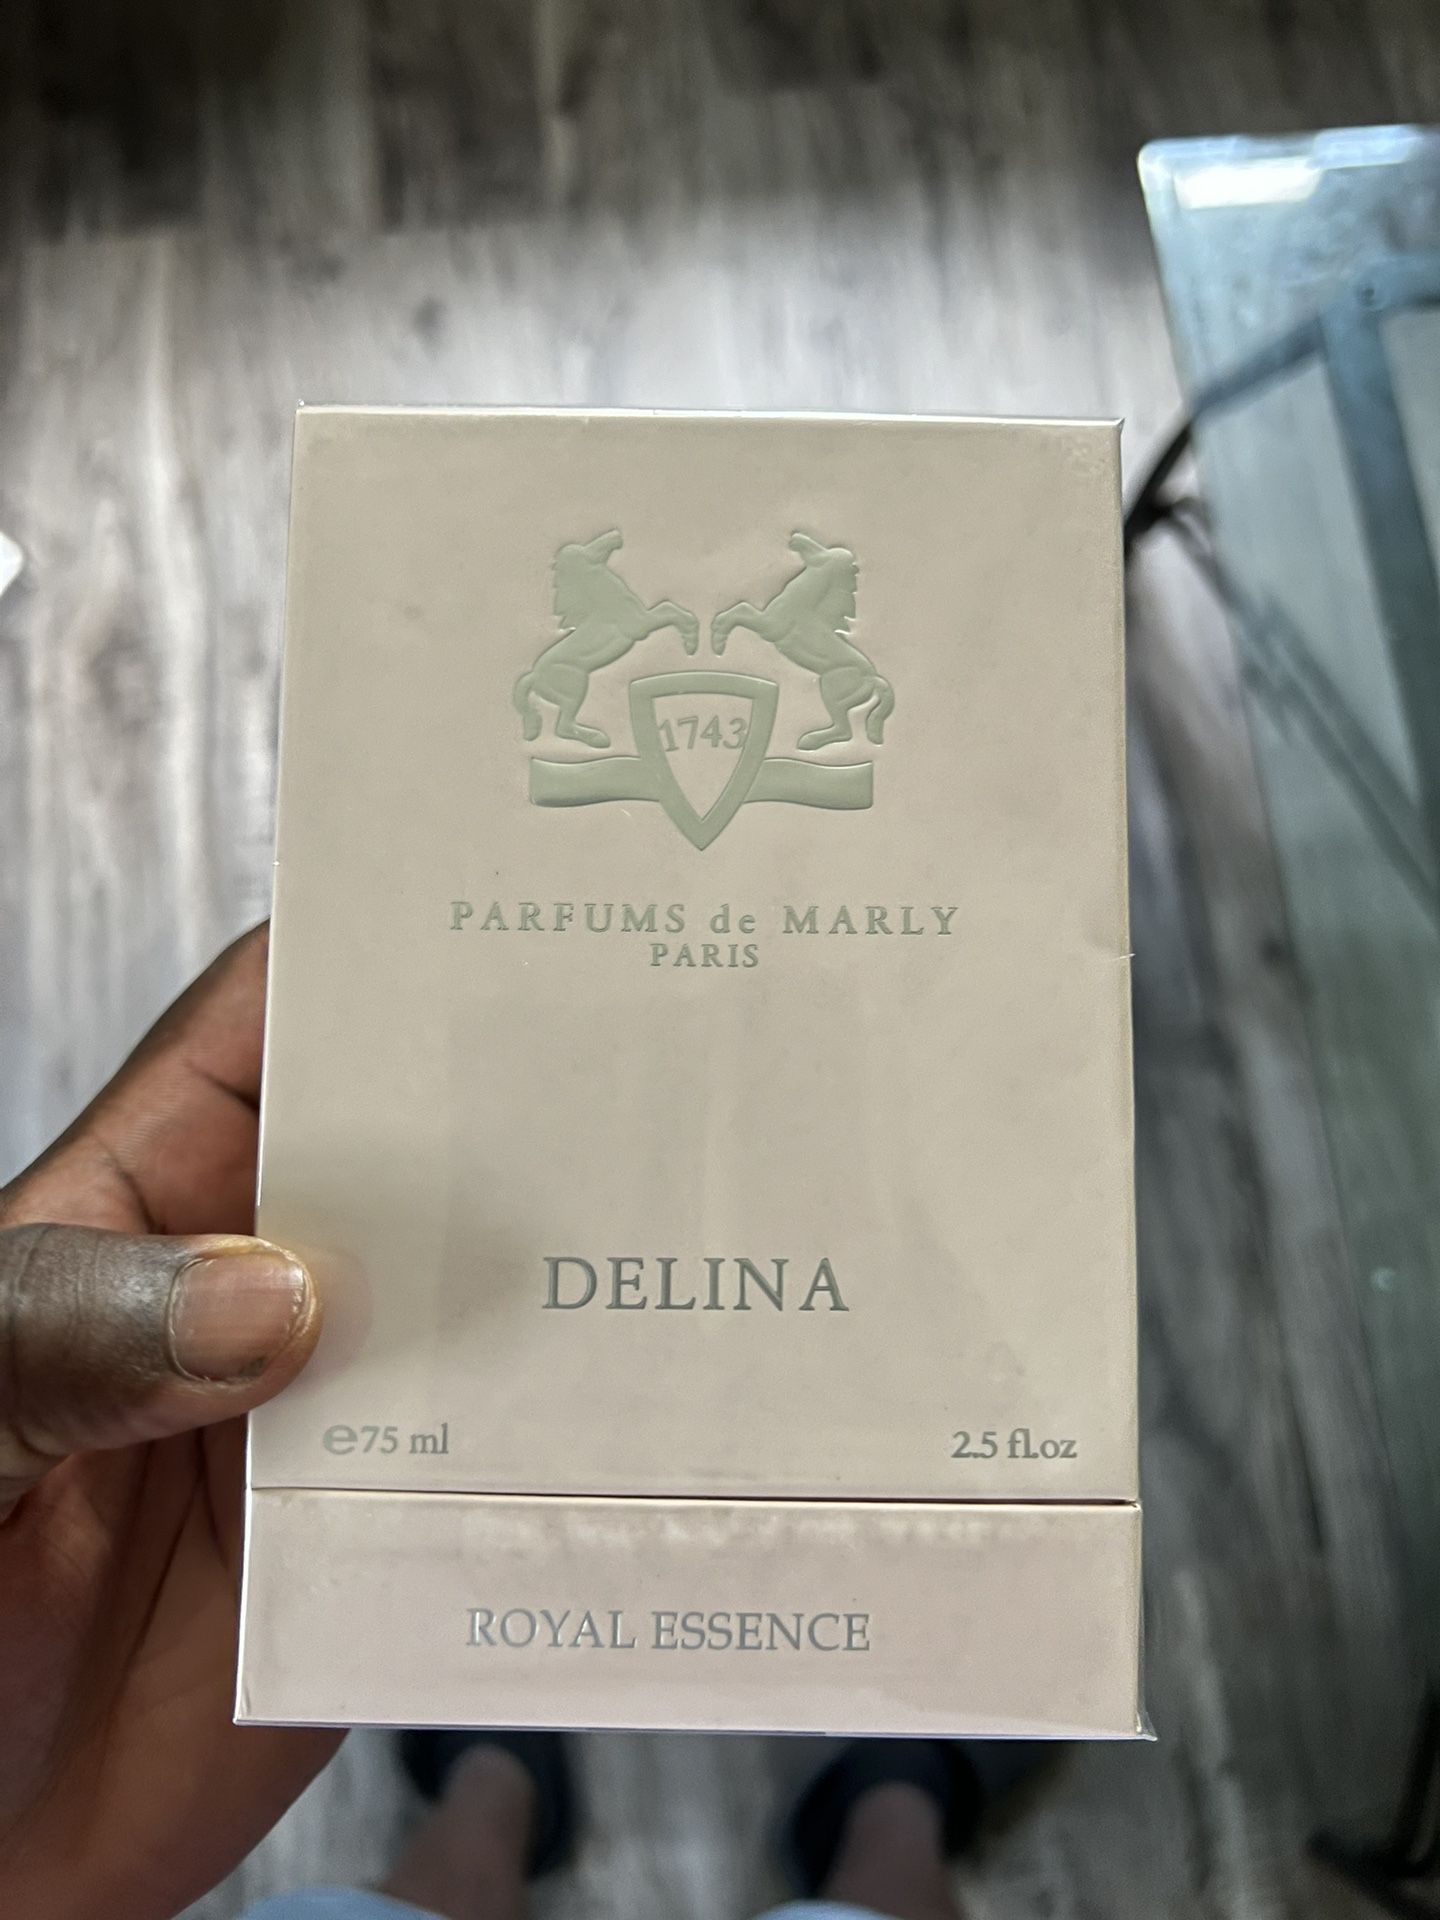 1743
PARFUMS de MARLY
PARIS
DELINA
℮75 ml 2.5 fl.oz
ROYAL ESSENCE